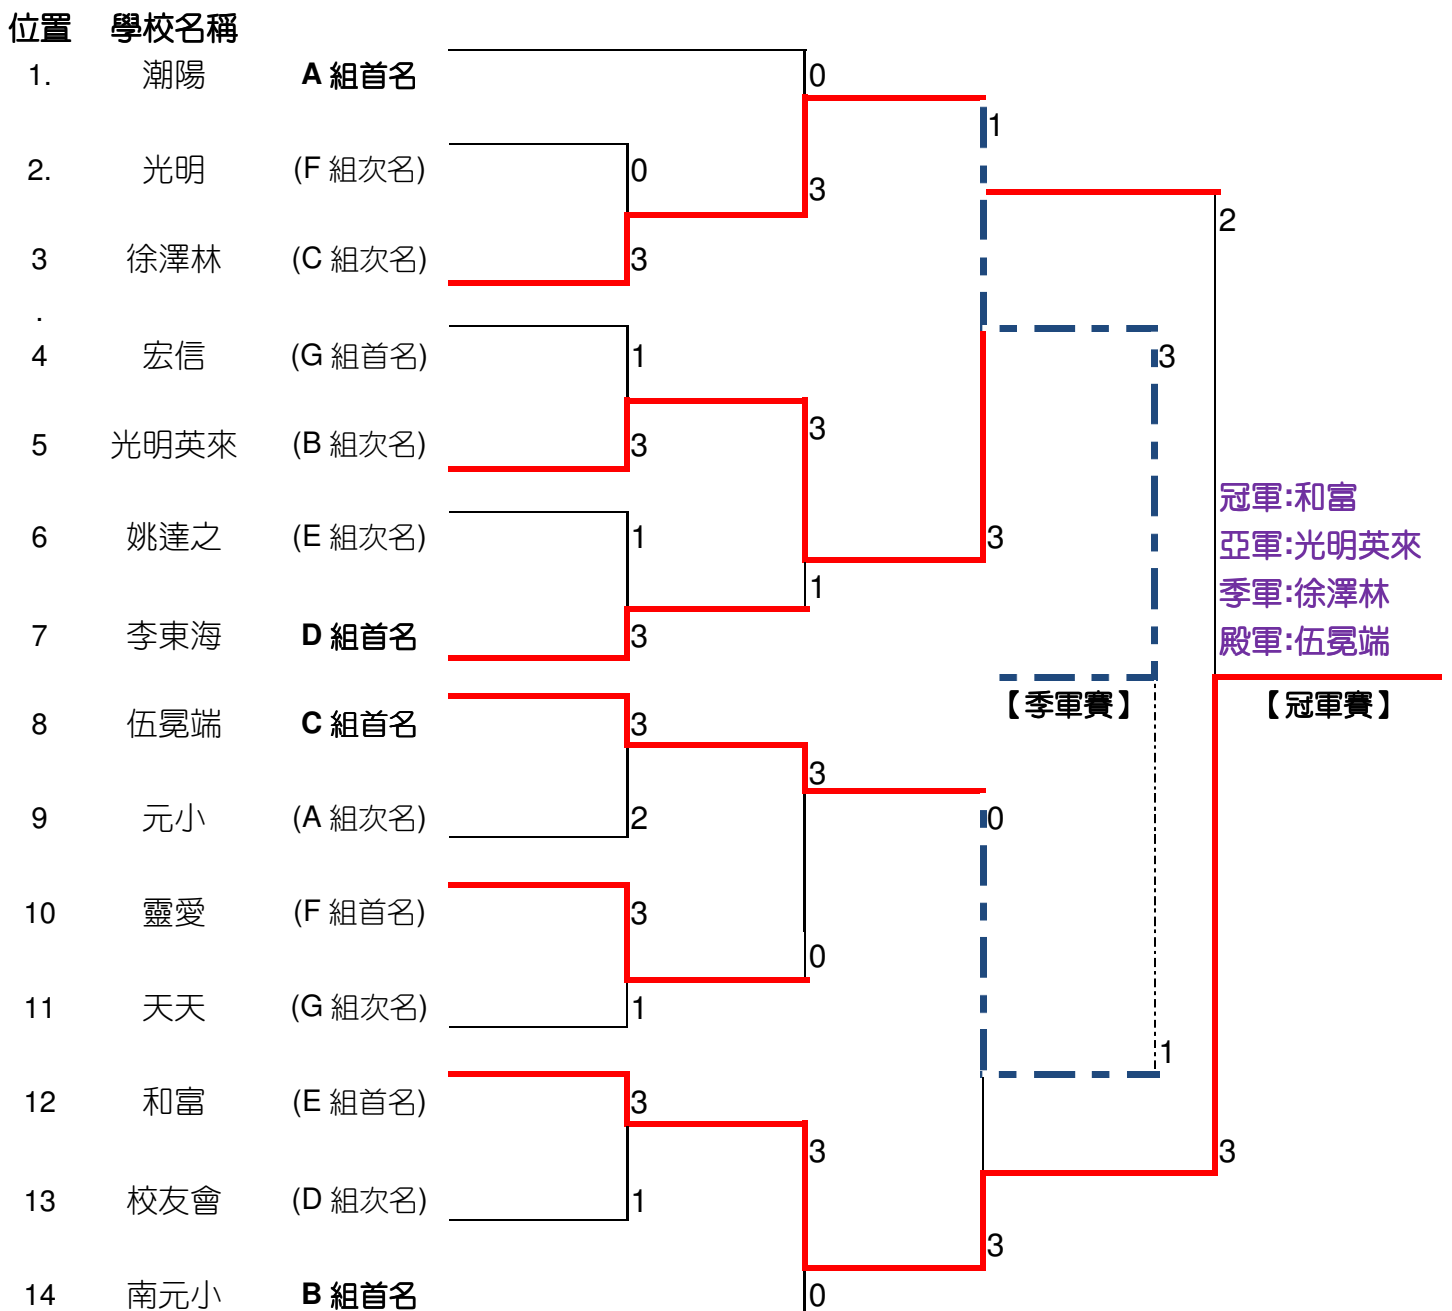 位置 學校名稱
1. 潮陽 A 組首名
0
1
2. 光明 (F 組次名)
0
3
2
3 徐澤林 (C 組次名)
3
.
4 宏信 (G 組首名)
1
3
5 光明英來 (B 組次名)
3
3
冠軍:和富
6 姚達之 (E 組次名)
1
3
亞軍:光明英來
1
季軍:徐澤林
7 李東海 D 組首名
3
殿軍:伍冕端
【季軍賽】 【冠軍賽】
8 伍冕端 C 組首名
3
3
9 元小 (A 組次名)
2
0
10 靈愛 (F 組首名)
3
0
11 天天 (G 組次名)
1
1
12 和富 (E 組首名)
3
3
3
13 校友會 (D 組次名)
1
3
14 南元小 B 組首名
0